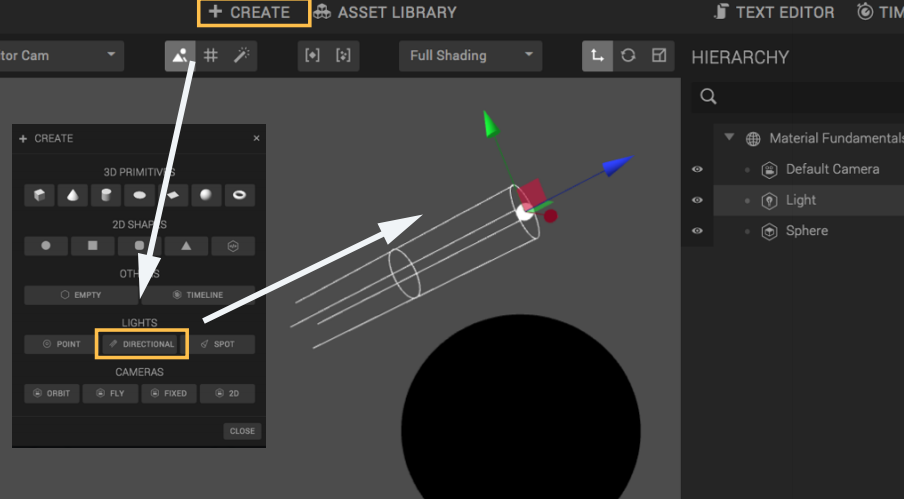 + CREATE
ASSET LIBRARY
TEXT EDITOR
TIM
tor Cam
Full Shading
HIERARCHY
Material Fundamentals
Default Camera
Light
Sphere
+ CREATE
×
3D PRIMITIVES
2D SHAPES
OTHERS
EMPTY
TIMELINE
LIGHTS
POINT
DIRECTIONAL
SPOT
CAMERAS
ORBIT
FLY
FIXED
2D
CLOSE